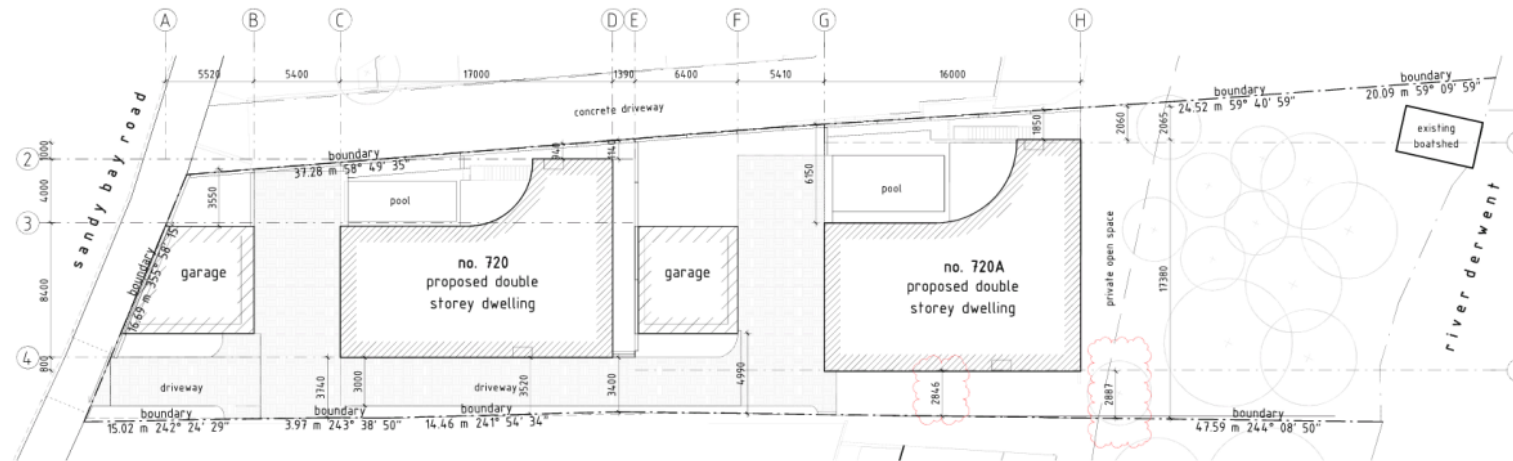 A
B
C
D
E
F
G
H
5520
5400
17000
1390
6400
5410
16000
sandy bay road
concrete driveway
boundary
20.09 m 59° 09' 59"
boundary
24.52 m 59° 40' 59"
existing
boatshed
boundary
37.28 m 58° 49' 35"
2
3
4
1000
4000
8400
800
3550
940
1140
6150
1850
2060
2065
pool
pool
boundary
16.69 m 355° 58' 15"
garage
no. 720
proposed double
storey dwelling
garage
no. 720A
proposed double
storey dwelling
private open space
17380
river derwent
driveway
3740
3000
driveway
3520
3400
4990
2846
2887
boundary
15.02 m 242° 24' 29"
boundary
3.97 m 243° 38' 50"
boundary
14.46 m 241° 54' 34"
boundary
47.59 m 244° 08' 50"